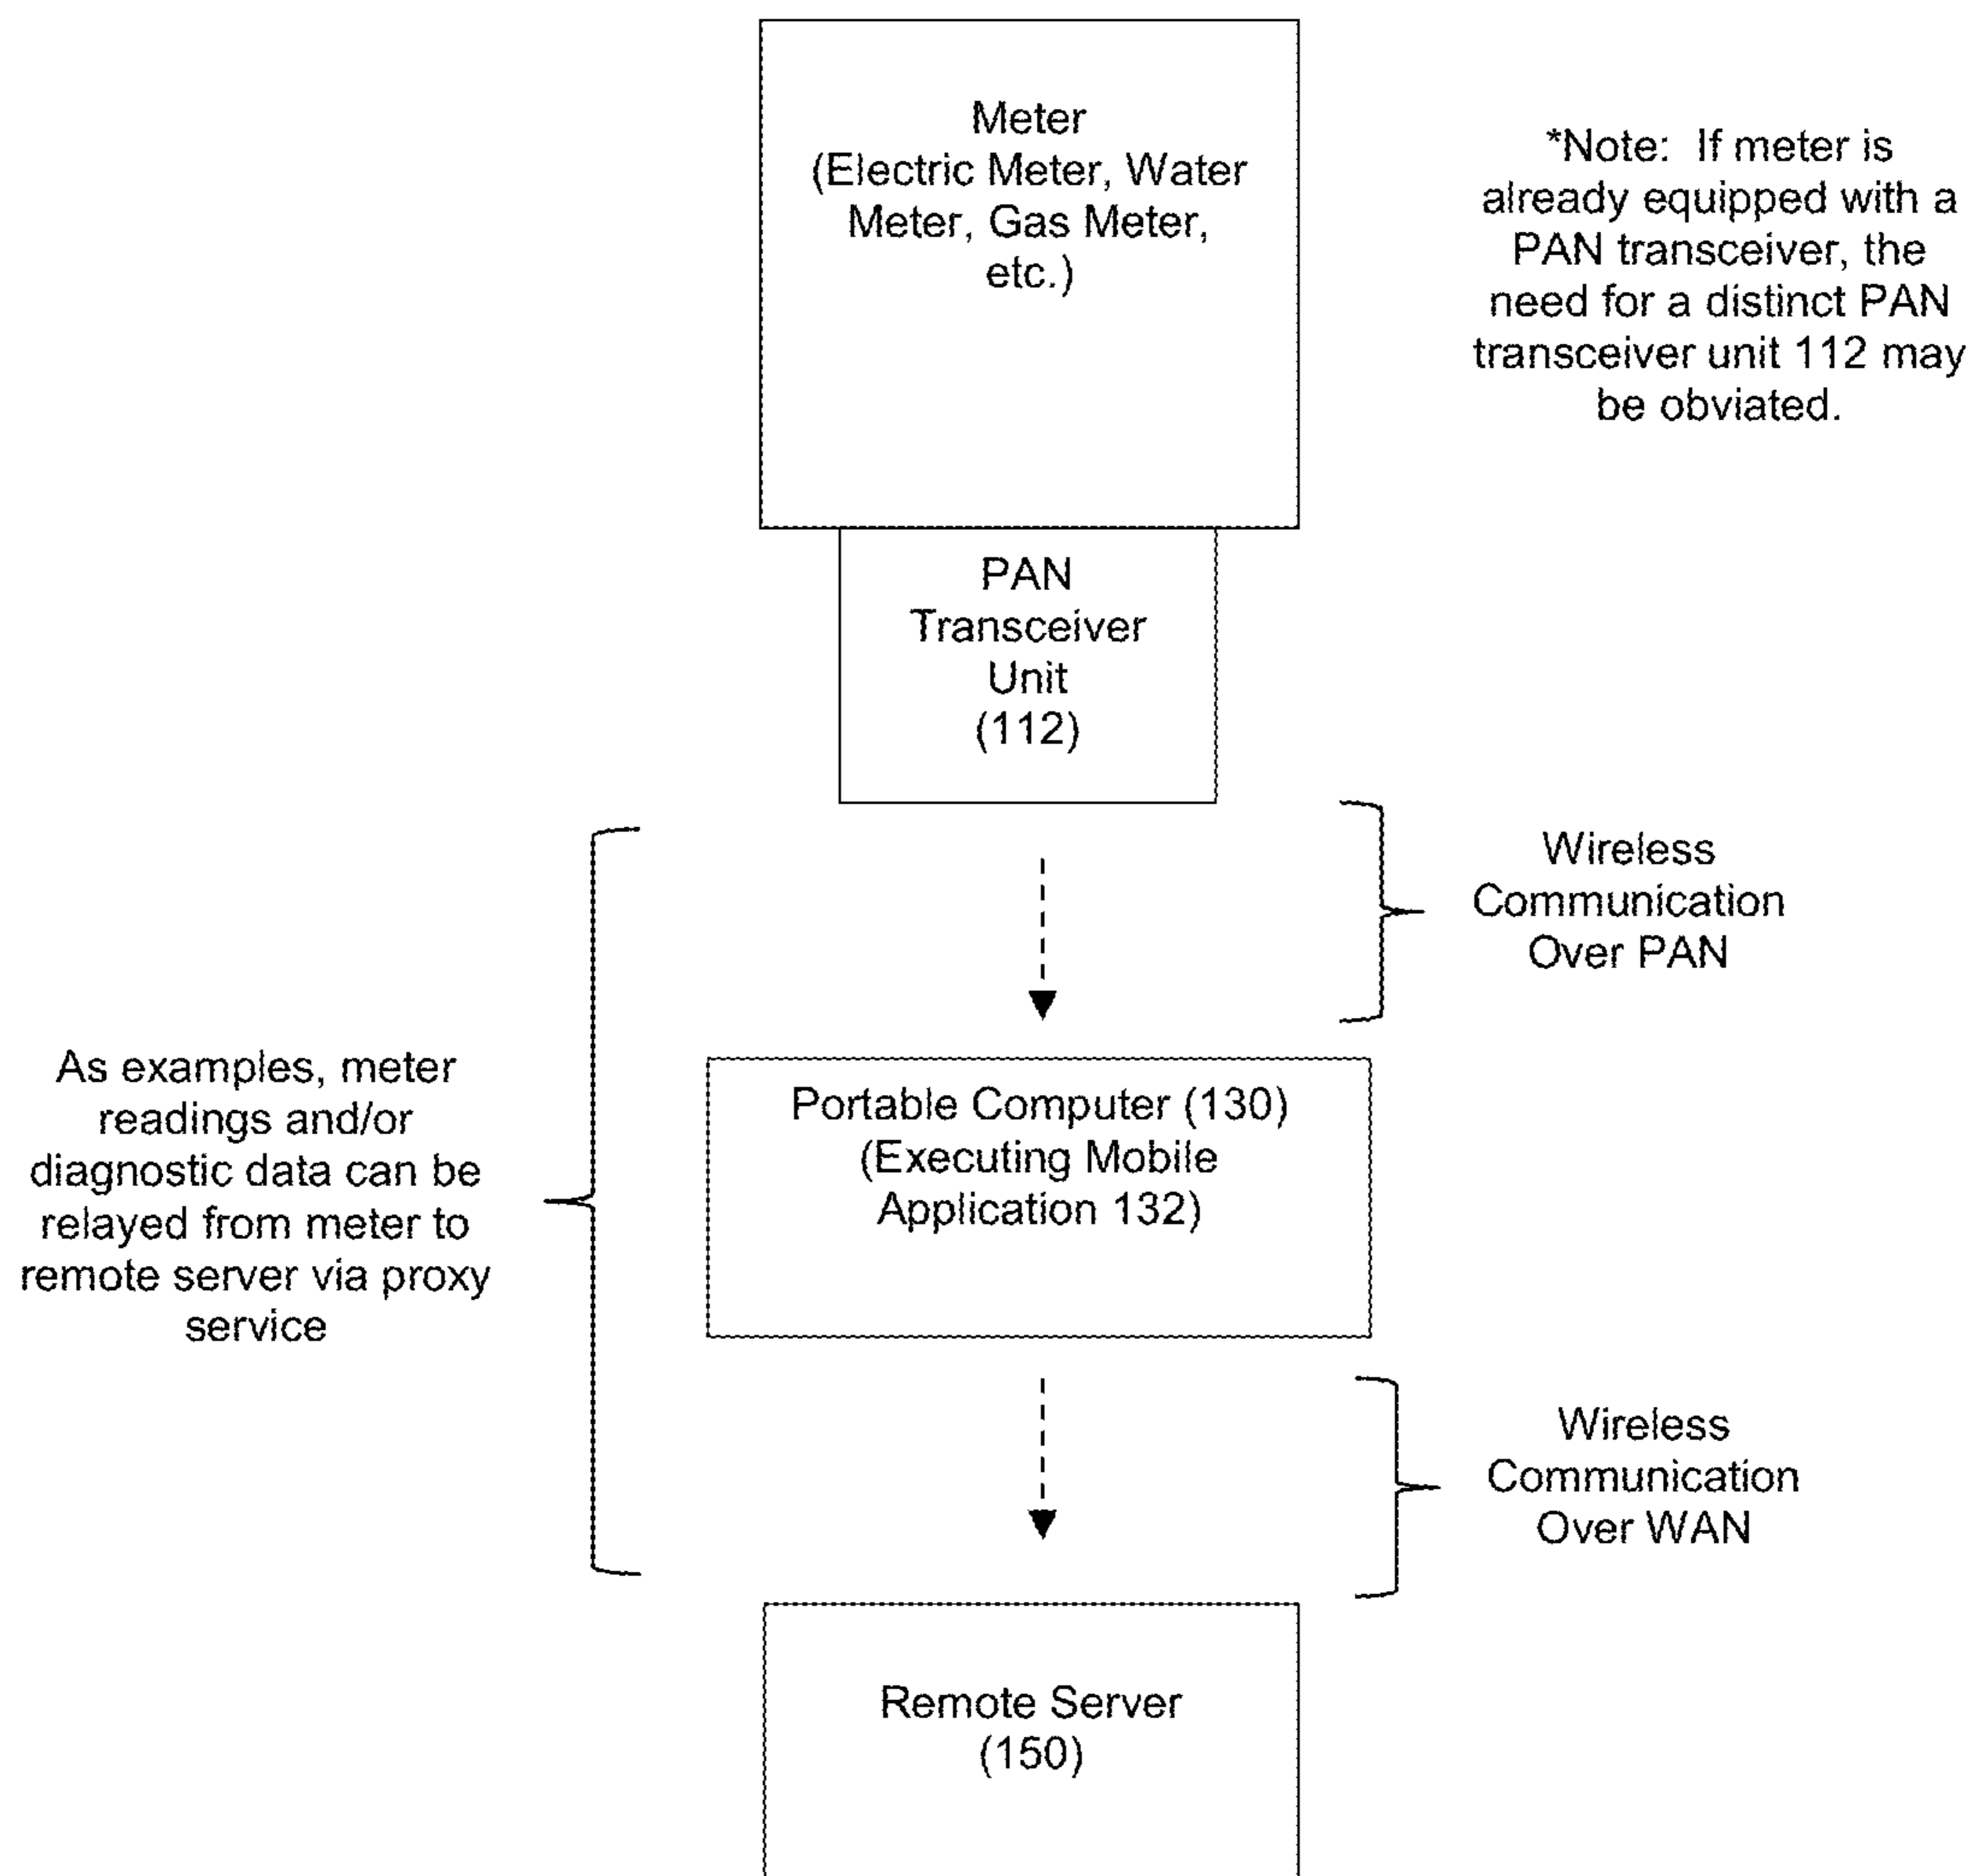 Meter
(Electric Meter, Water
Meter, Gas Meter,
etc.)
*Note: If meter is
already equipped with a
PAN transceiver, the
need for a distinct PAN
transceiver unit 112 may
be obviated.
PAN
Transceiver
Unit
(112)
Wireless
Communication
Over PAN
As examples, meter
readings and/or
diagnostic data can be
relayed from meter to
remote server via proxy
service
Portable Computer (130)
(Executing Mobile
Application 132)
Wireless
Communication
Over WAN
Remote Server
(150)